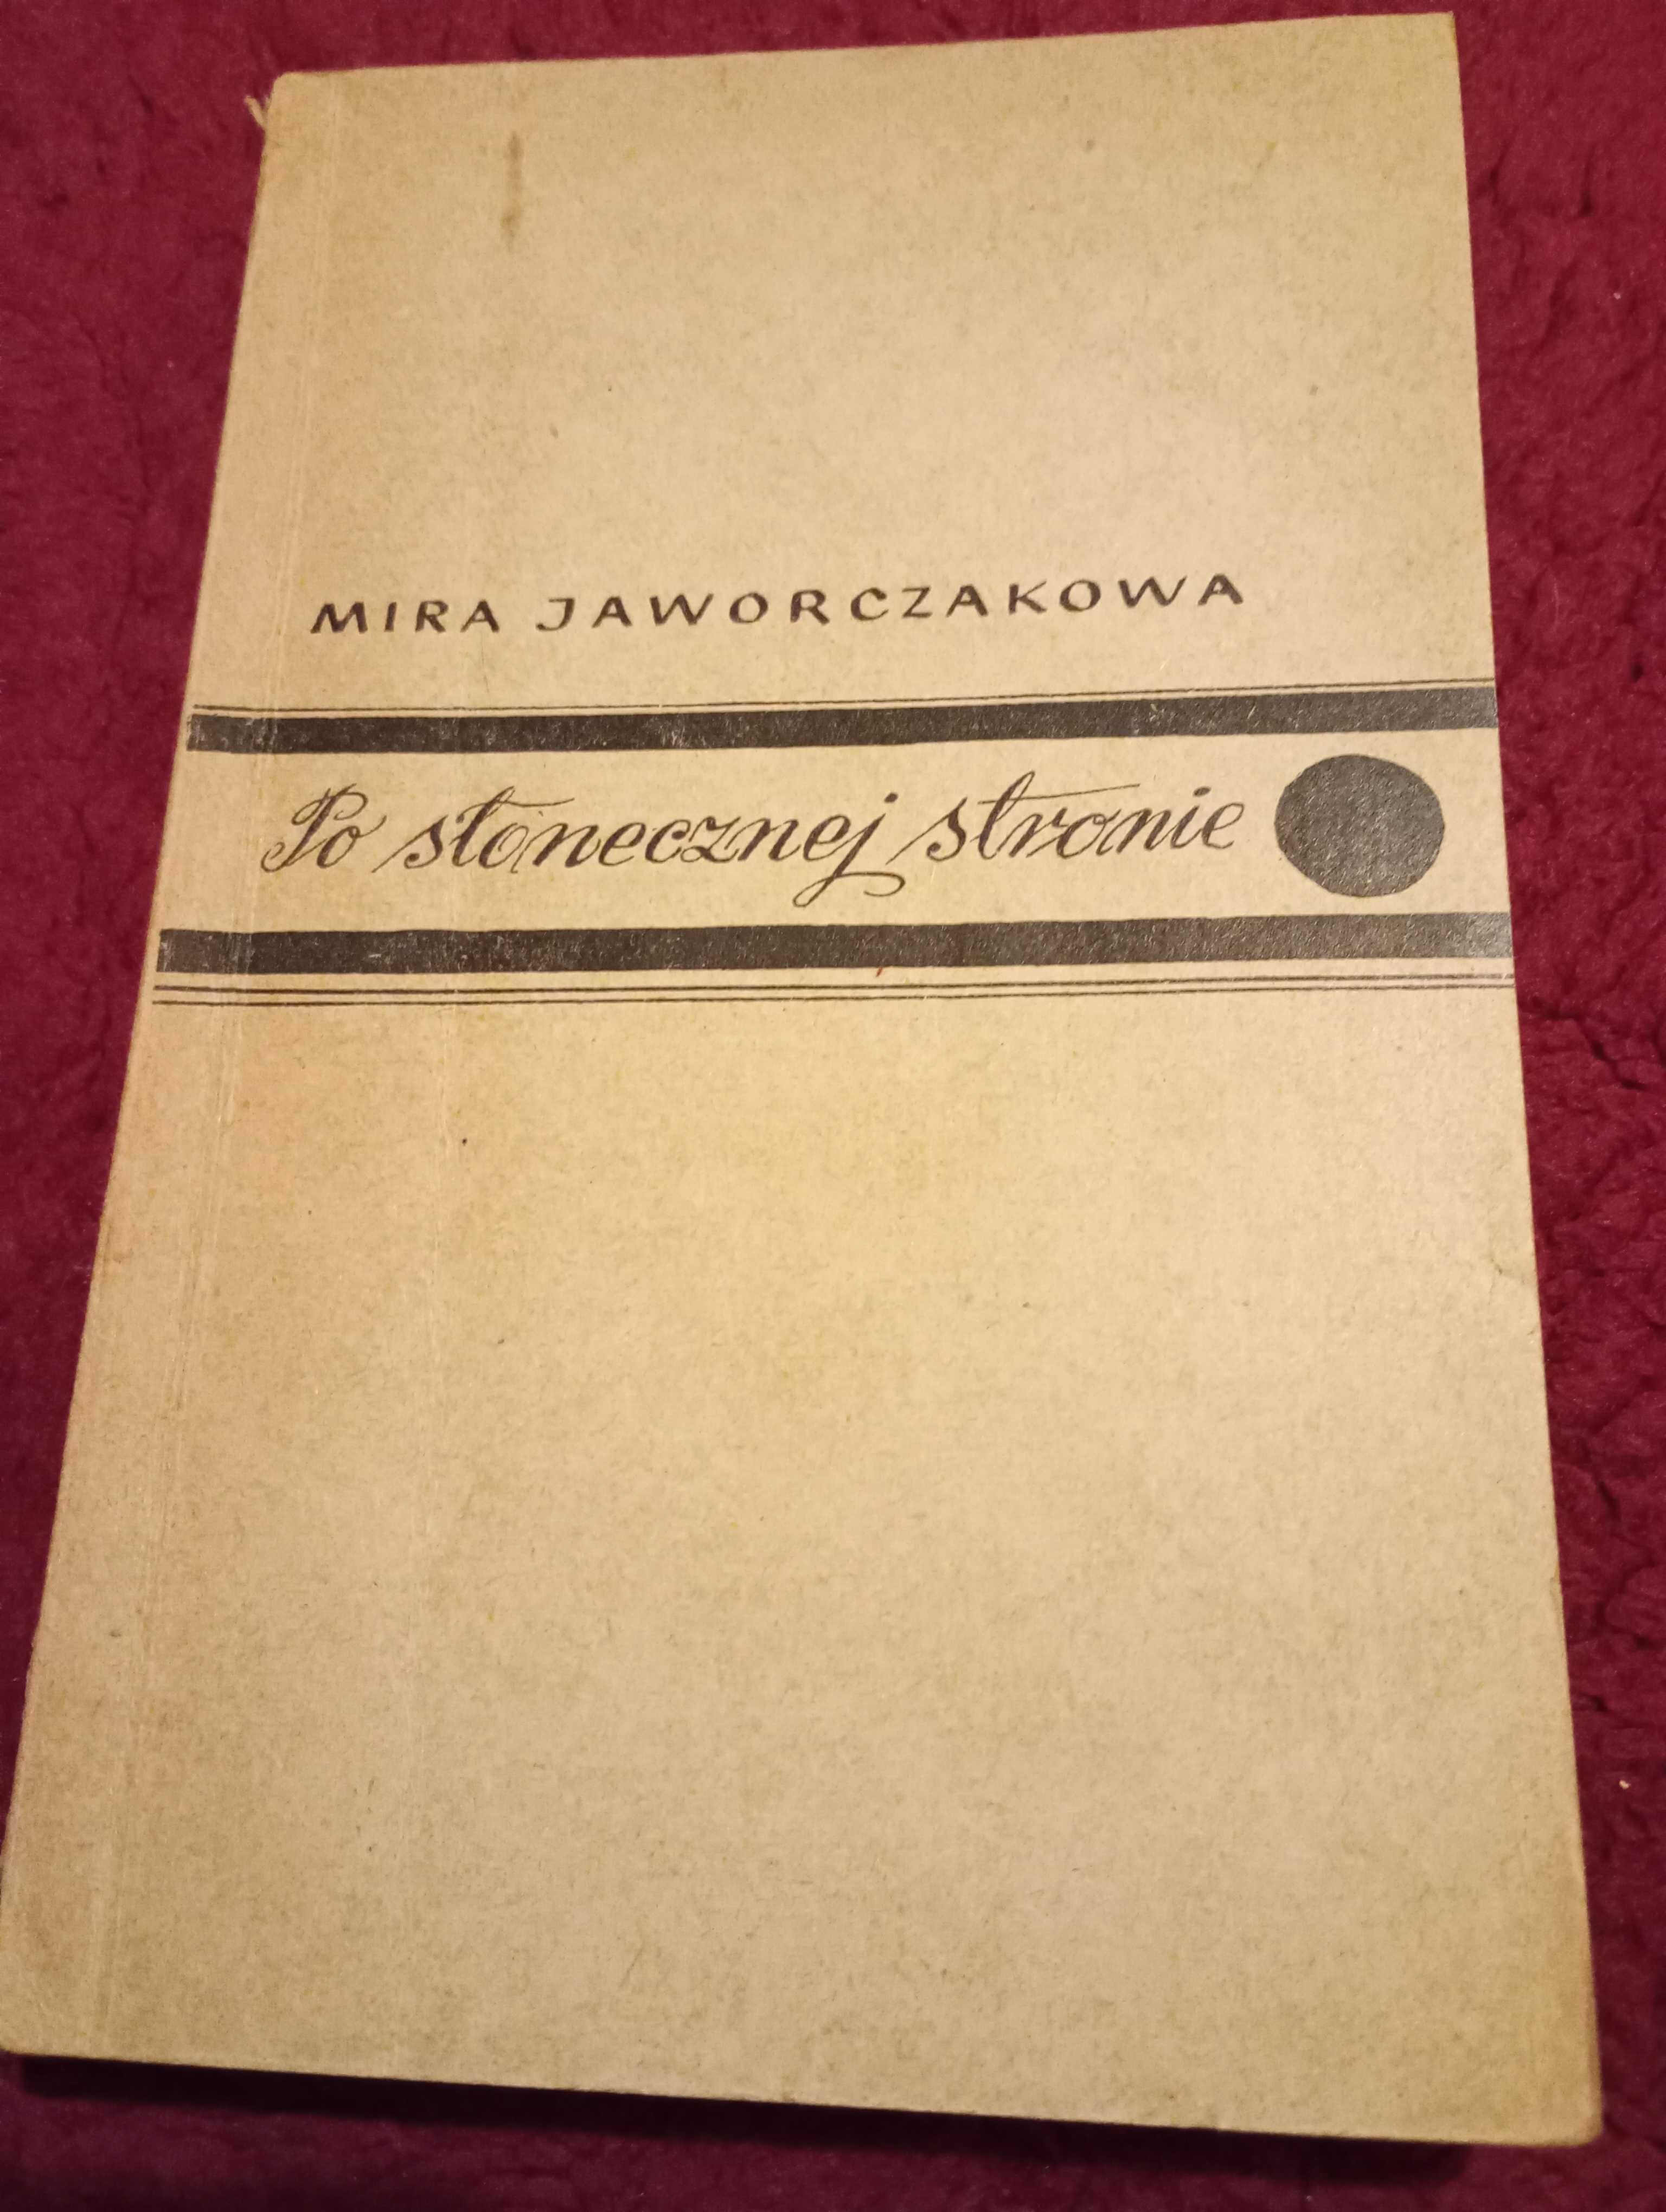 MIRA JAWORCZAKOWA
Po słonecznej stronie